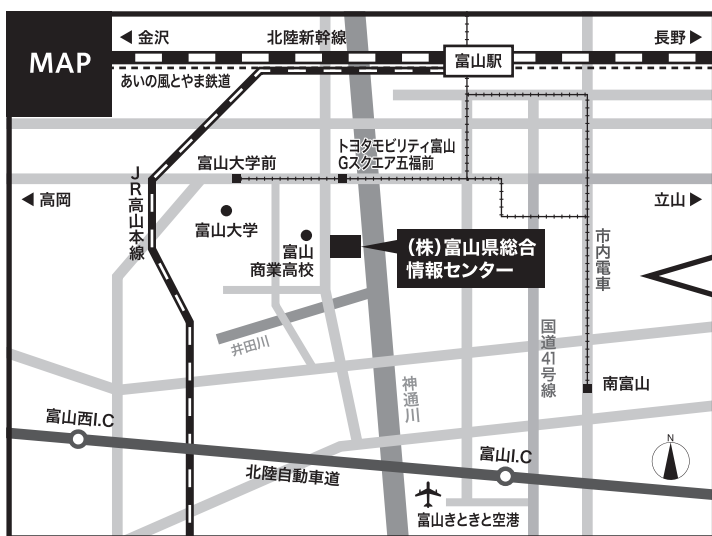 MAP
金沢
北陸新幹線
長野
富山駅
あいの風とやま鉄道
トヨタモビリティ富山
Gスクエア五福前
富山大学前
JR高山本線
高岡
立山
富山大学
富山
商業高校
(株)富山県総合
情報センター
市内電車
井田川
国道41号線
神通川
南富山
富山西I.C
富山I.C
北陸自動車道
N
富山きときと空港